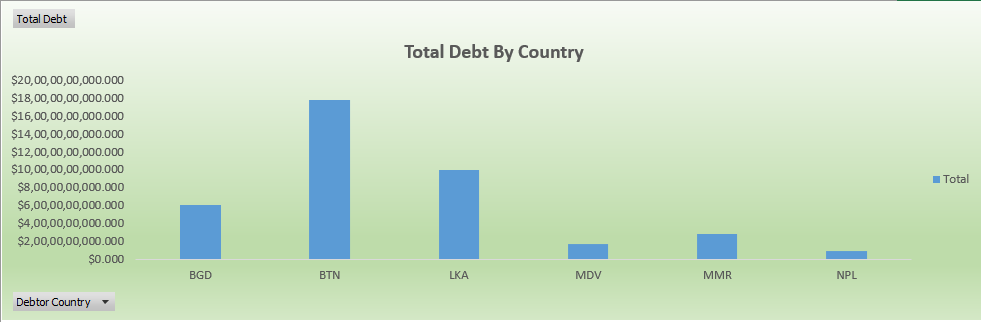 Total Debt
Total Debt By Country
$20,00,00,00,000.000
$18,00,00,00,000.000
$16,00,00,00,000.000
$14,00,00,00,000.000
$12,00,00,00,000.000
$10,00,00,00,000.000
$8,00,00,00,000.000
$6,00,00,00,000.000
$4,00,00,00,000.000
$2,00,00,00,000.000
$0.000
BGD BTN LKA MDV MMR NPL
Total
Debtor Country